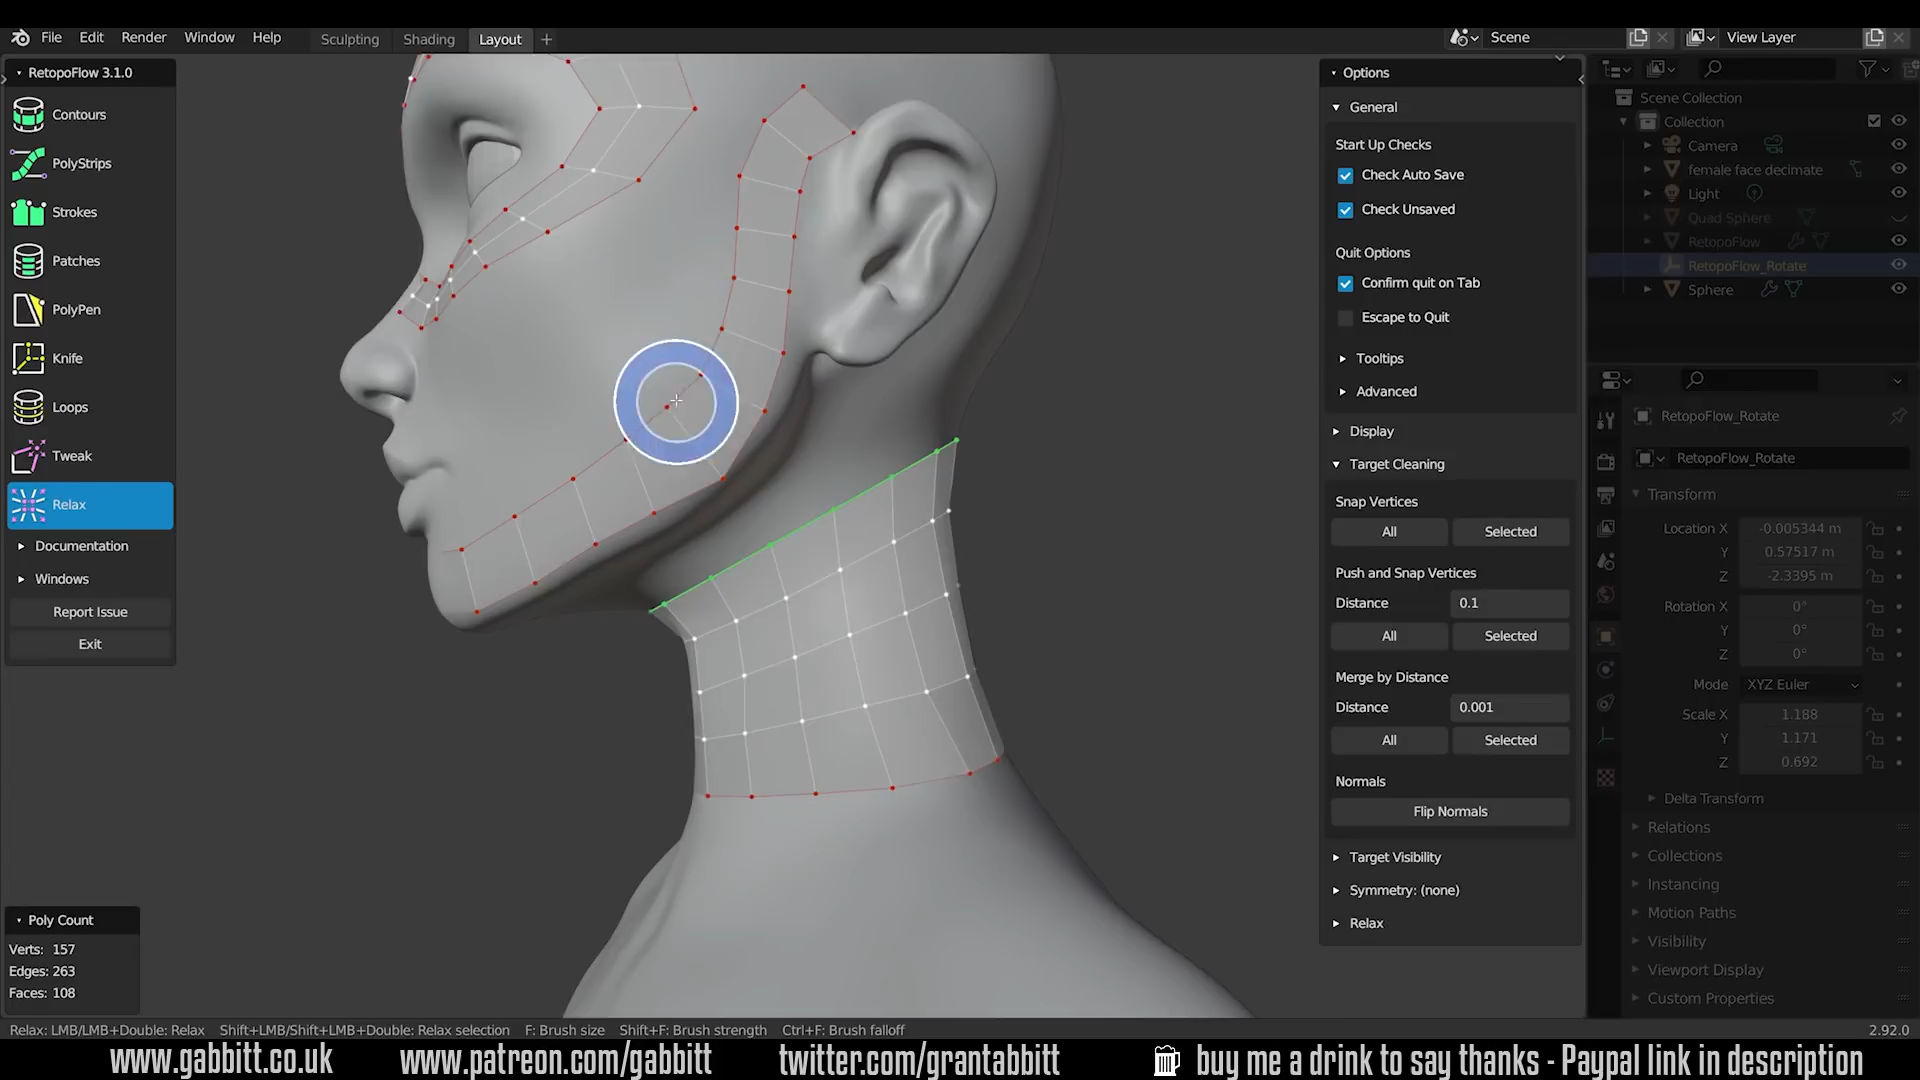 File Edit Render Window Help Sculpting Shading Layout + Scene View Layer
RetopoFlow 3.1.0
Contours
PolyStrips
Strokes
Patches
PolyPen
Knife
Loops
Tweak
Relax
Documentation
Windows
Report Issue
Exit
Poly Count
Verts: 157
Edges: 263
Faces: 108
Options
General
Start Up Checks
Check Auto Save
Check Unsaved
Quit Options
Confirm quit on Tab
Escape to Quit
Tooltips
Advanced
Display
Target Cleaning
Snap Vertices
All Selected
Push and Snap Vertices
Distance 0.1
All Selected
Merge by Distance
Distance 0.001
All Selected
Normals
Flip Normals
Target Visibility
Symmetry: (none)
Relax
Scene Collection
Collection
Camera
female face decimate
Light
Quad Sphere
RetopoFlow
RetopoFlow_Rotate
Sphere
RetopoFlow_Rotate
RetopoFlow_Rotate
Transform
Location X -0.005344 m
Y 0.57517 m
Z -2.3395 m
Rotation X 0°
Y 0°
Z 0°
Mode XYZ Euler
Scale X 1.188
Y 1.171
Z 0.692
Delta Transform
Relations
Collections
Instancing
Motion Paths
Visibility
Viewport Display
Custom Properties
Relax: LMB/LMB+Double: Relax Shift+LMB/Shift+LMB+Double: Relax selection F: Brush size Shift+F: Brush strength Ctrl+F: Brush falloff 2.92.0
www.gabbitt.co.uk www.patreon.com/gabbitt twitter.com/grantabbitt buy me a drink to say thanks - Paypal link in description